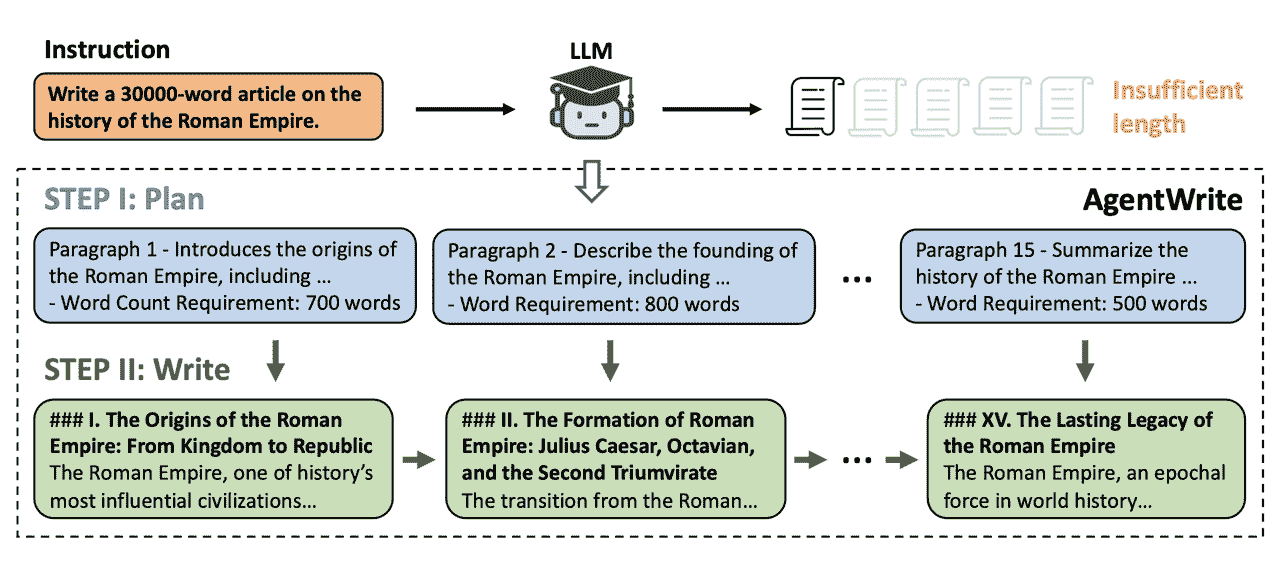 Instruction
LLM
Write a 30000-word article on the
history of the Roman Empire.
Insufficient
length
STEP I: Plan
AgentWrite
Paragraph 1 - Introduces the origins of
the Roman Empire, including ...
- Word Count Requirement: 700 words
Paragraph 2 - Describe the founding of
the Roman Empire, including ...
- Word Requirement: 800 words
...
Paragraph 15 - Summarize the
history of the Roman Empire ...
- Word Requirement: 500 words
STEP II: Write
### I. The Origins of the Roman
Empire: From Kingdom to Republic
The Roman Empire, one of history's
most influential civilizations...
### II. The Formation of Roman
Empire: Julius Caesar, Octavian,
and the Second Triumvirate
The transition from the Roman...
...
### XV. The Lasting Legacy of
the Roman Empire
The Roman Empire, an epochal
force in world history...